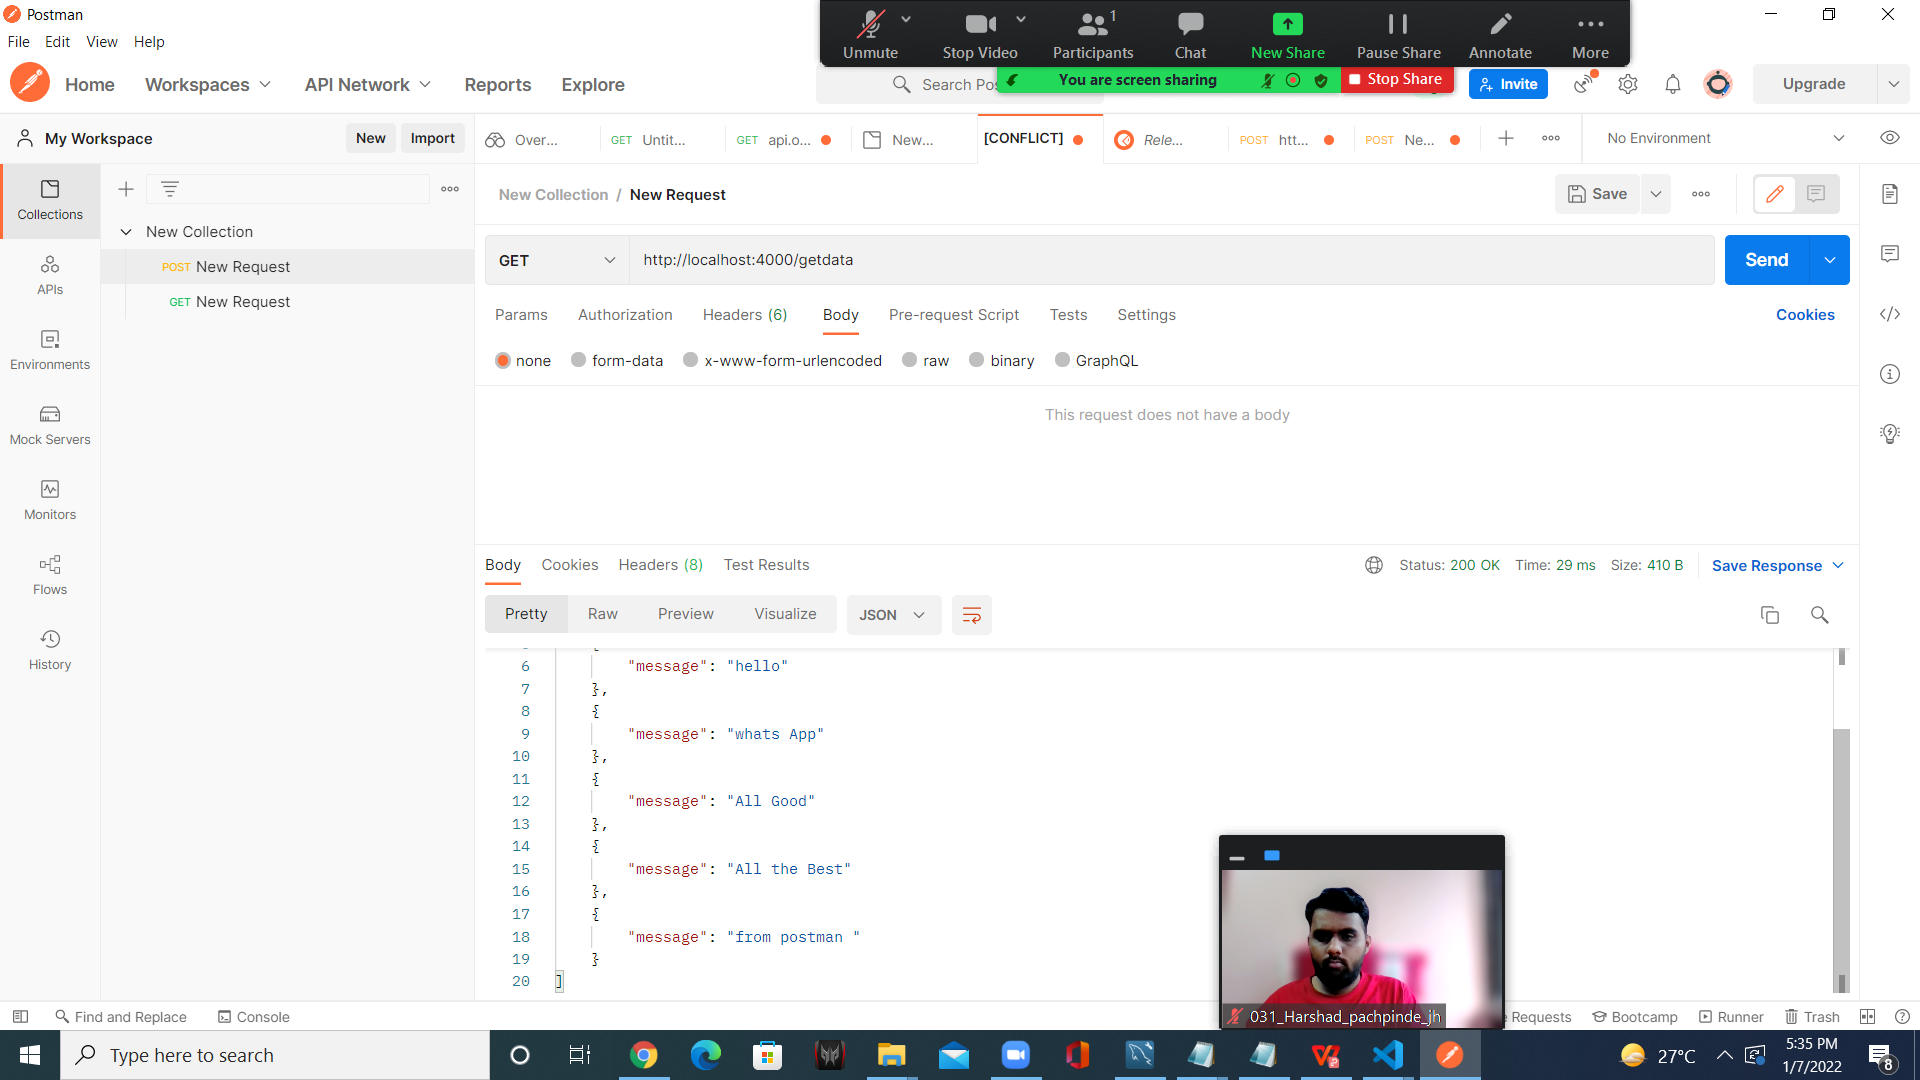 Postman
File Edit View Help
Unmute Stop Video Participants 1 Chat New Share Pause Share Annotate More
You are screen sharing Stop Share
Home Workspaces API Network Reports Explore
Search Pos
Invite Upgrade
My Workspace New Import
Over... GET Untit... GET api.o... New... [CONFLICT] Rele... POST htt... POST Ne... No Environment
Collections
APIs
Environments
Mock Servers
Monitors
Flows
History
New Collection
POST New Request
GET New Request
New Collection / New Request Save
GET http://localhost:4000/getdata Send
Params Authorization Headers (6) Body Pre-request Script Tests Settings Cookies
none form-data x-www-form-urlencoded raw binary GraphQL
This request does not have a body
Body Cookies Headers (8) Test Results Status: 200 OK Time: 29 ms Size: 410 B Save Response
Pretty Raw Preview Visualize JSON
6 "message": "hello"
7 },
8 {
9 "message": "whats App"
10 },
11 {
12 "message": "All Good"
13 },
14 {
15 "message": "All the Best"
16 },
17 {
18 "message": "from postman "
19 }
20 ]
031_Harshad_pachpinde_jh
Find and Replace Console Requests Bootcamp Runner Trash
Type here to search
27°C
5:35 PM
1/7/2022
8